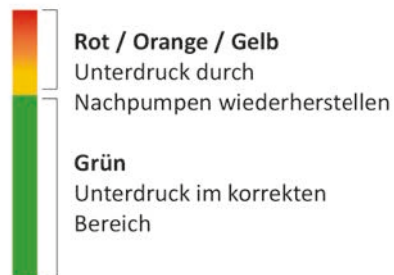 Rot / Orange / Gelb
Unterdruck durch
Nachpumpen wiederherstellen
Grün
Unterdruck im korrekten
Bereich